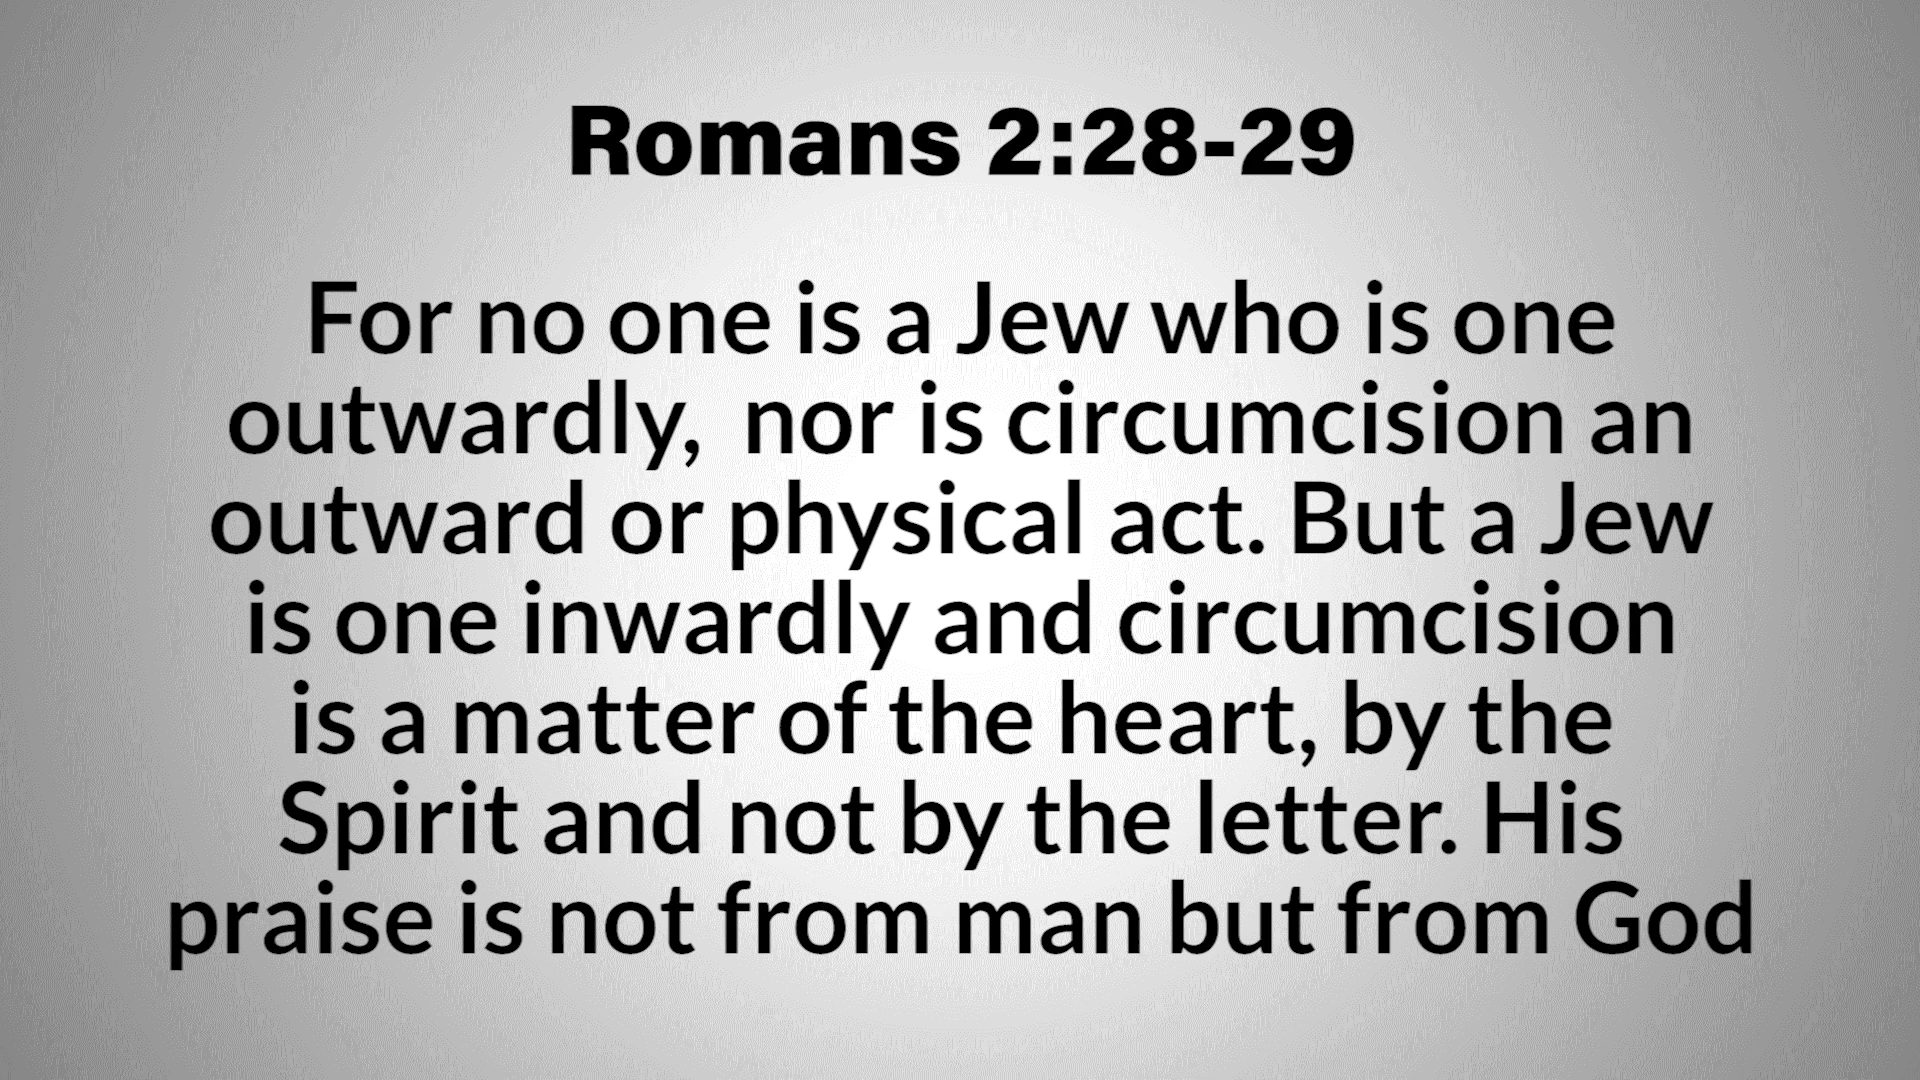 Romans 2:28-29
For no one is a Jew who is one
outwardly,  nor is circumcision an
outward or physical act. But a Jew
is one inwardly and circumcision
is a matter of the heart, by the
Spirit and not by the letter. His
praise is not from man but from God